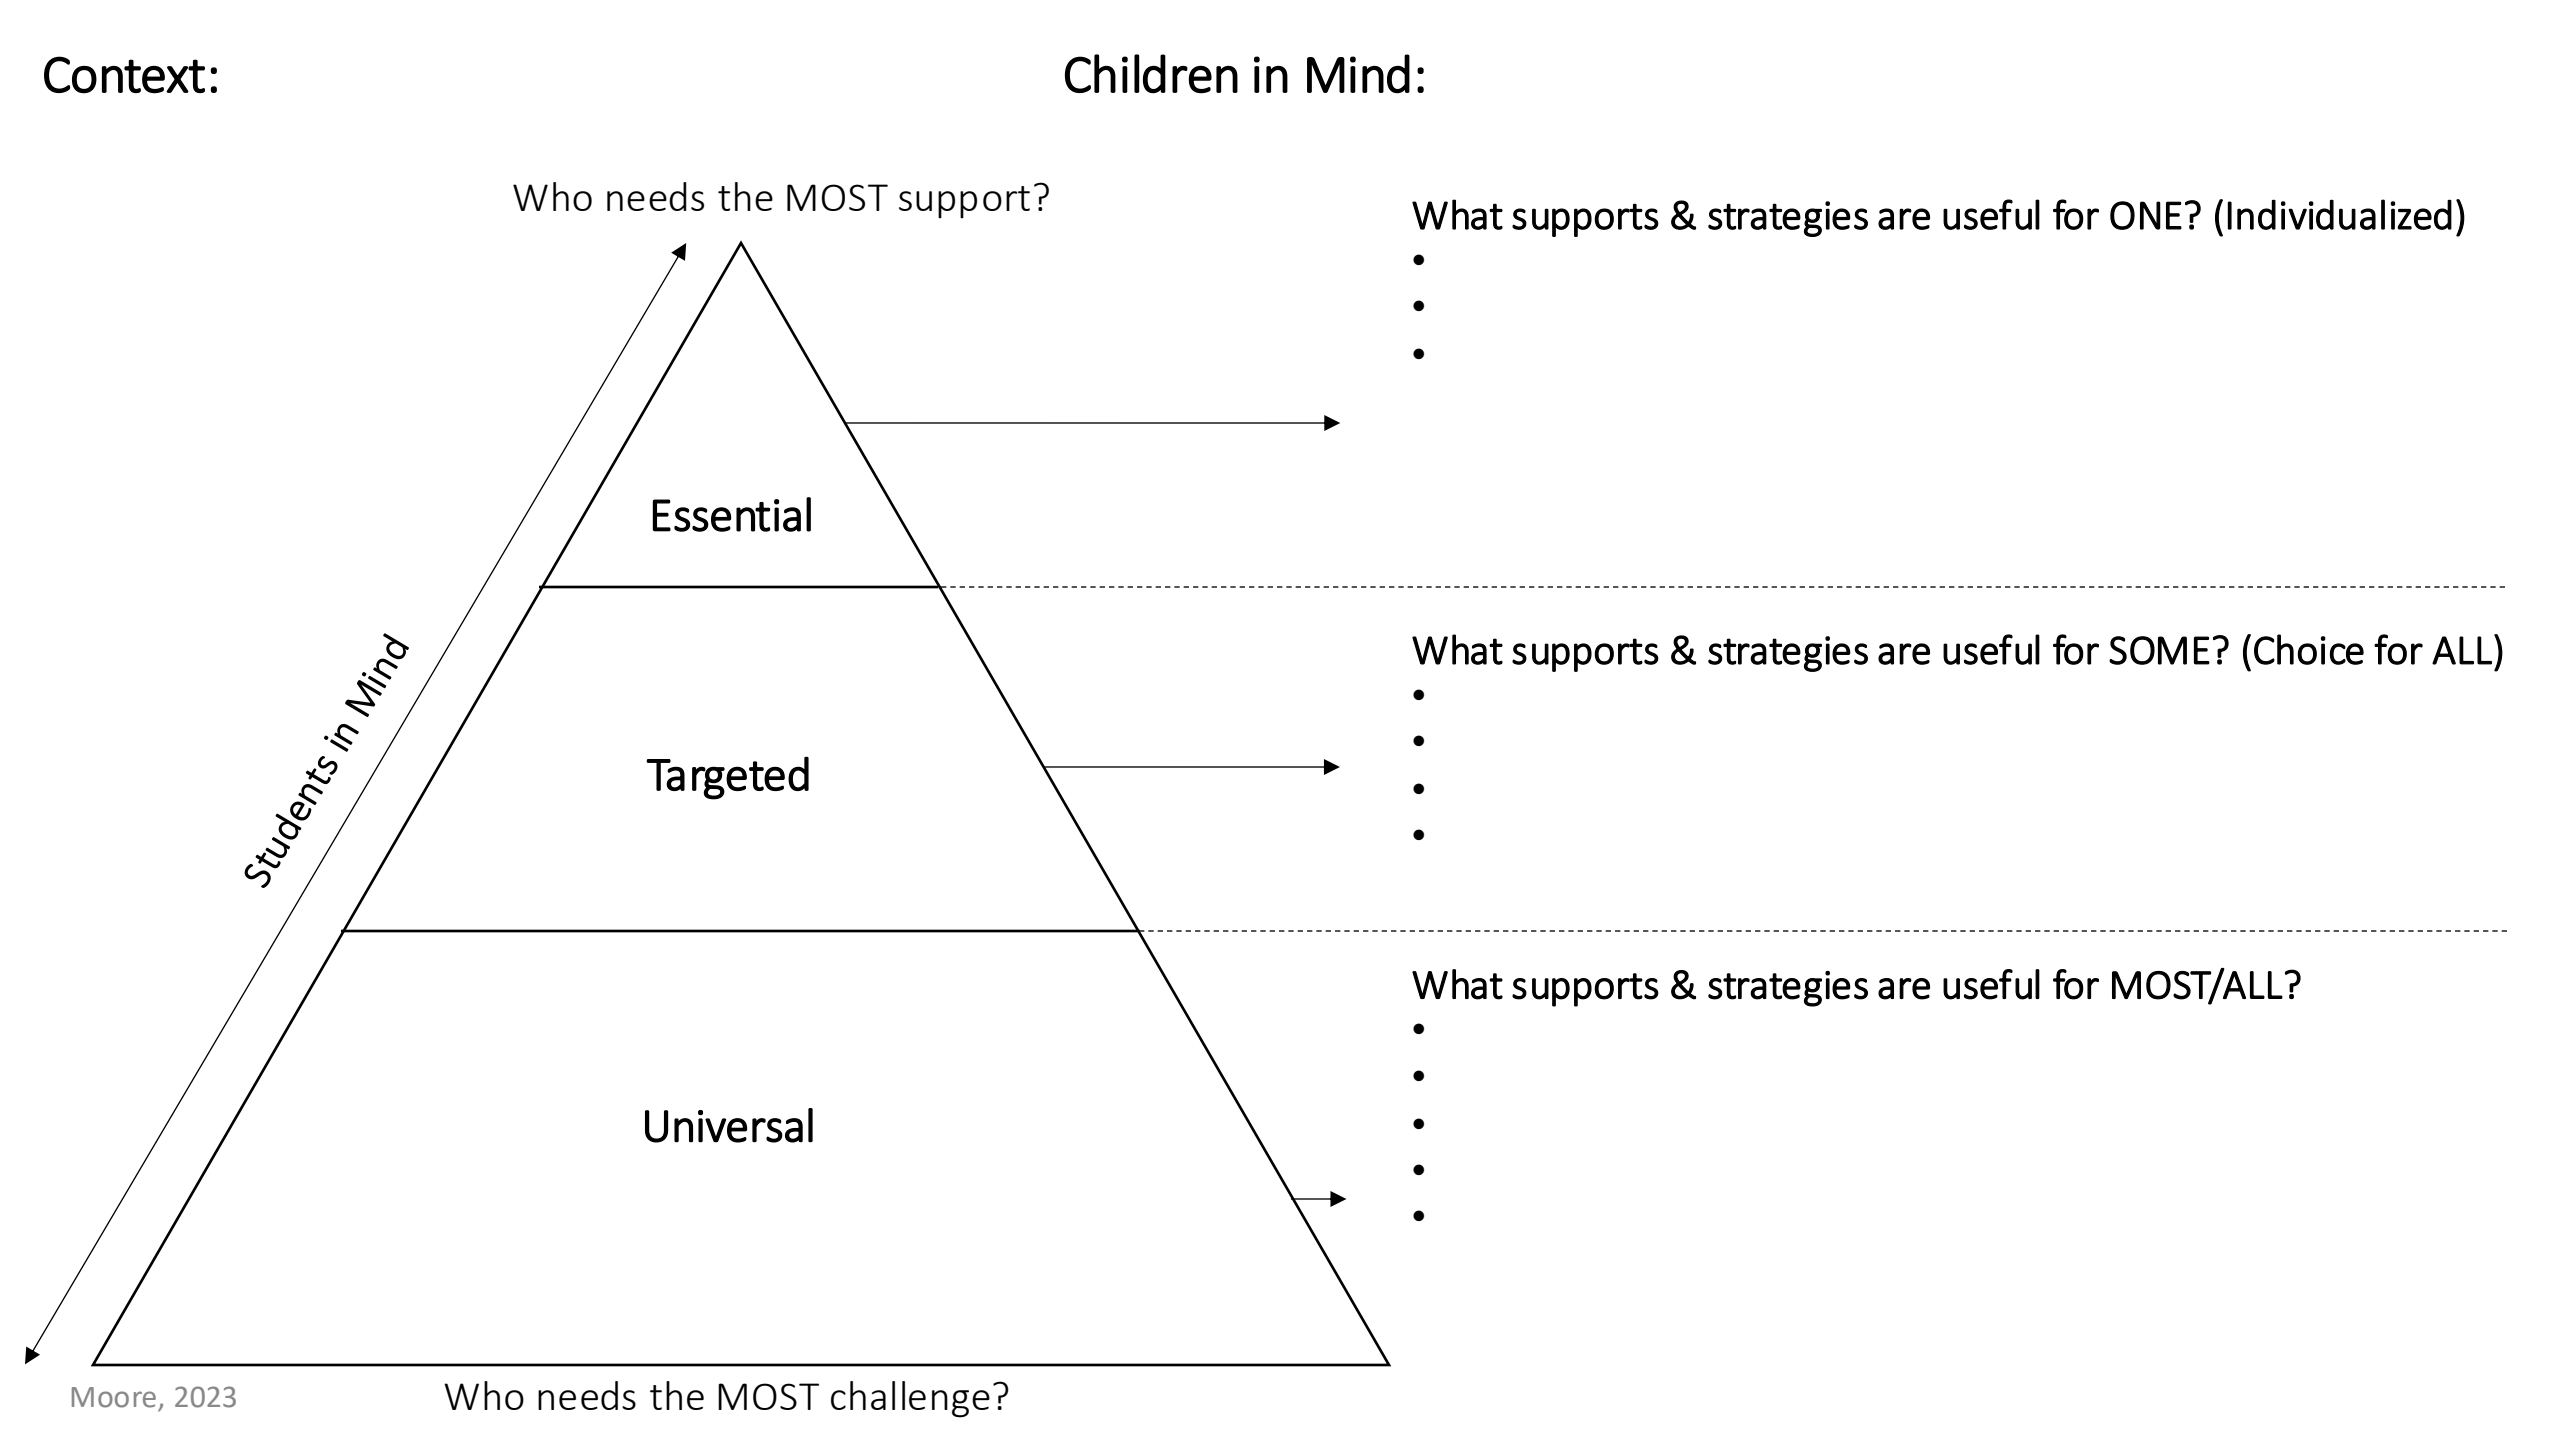 Context:
Children in Mind:
Who needs the MOST support?
What supports & strategies are useful for ONE? (Individualized)
•
•
•
Essential
Students in Mind
What supports & strategies are useful for SOME? (Choice for ALL)
•
•
•
•
Targeted
What supports & strategies are useful for MOST/ALL?
•
•
•
•
•
Universal
Moore, 2023
Who needs the MOST challenge?